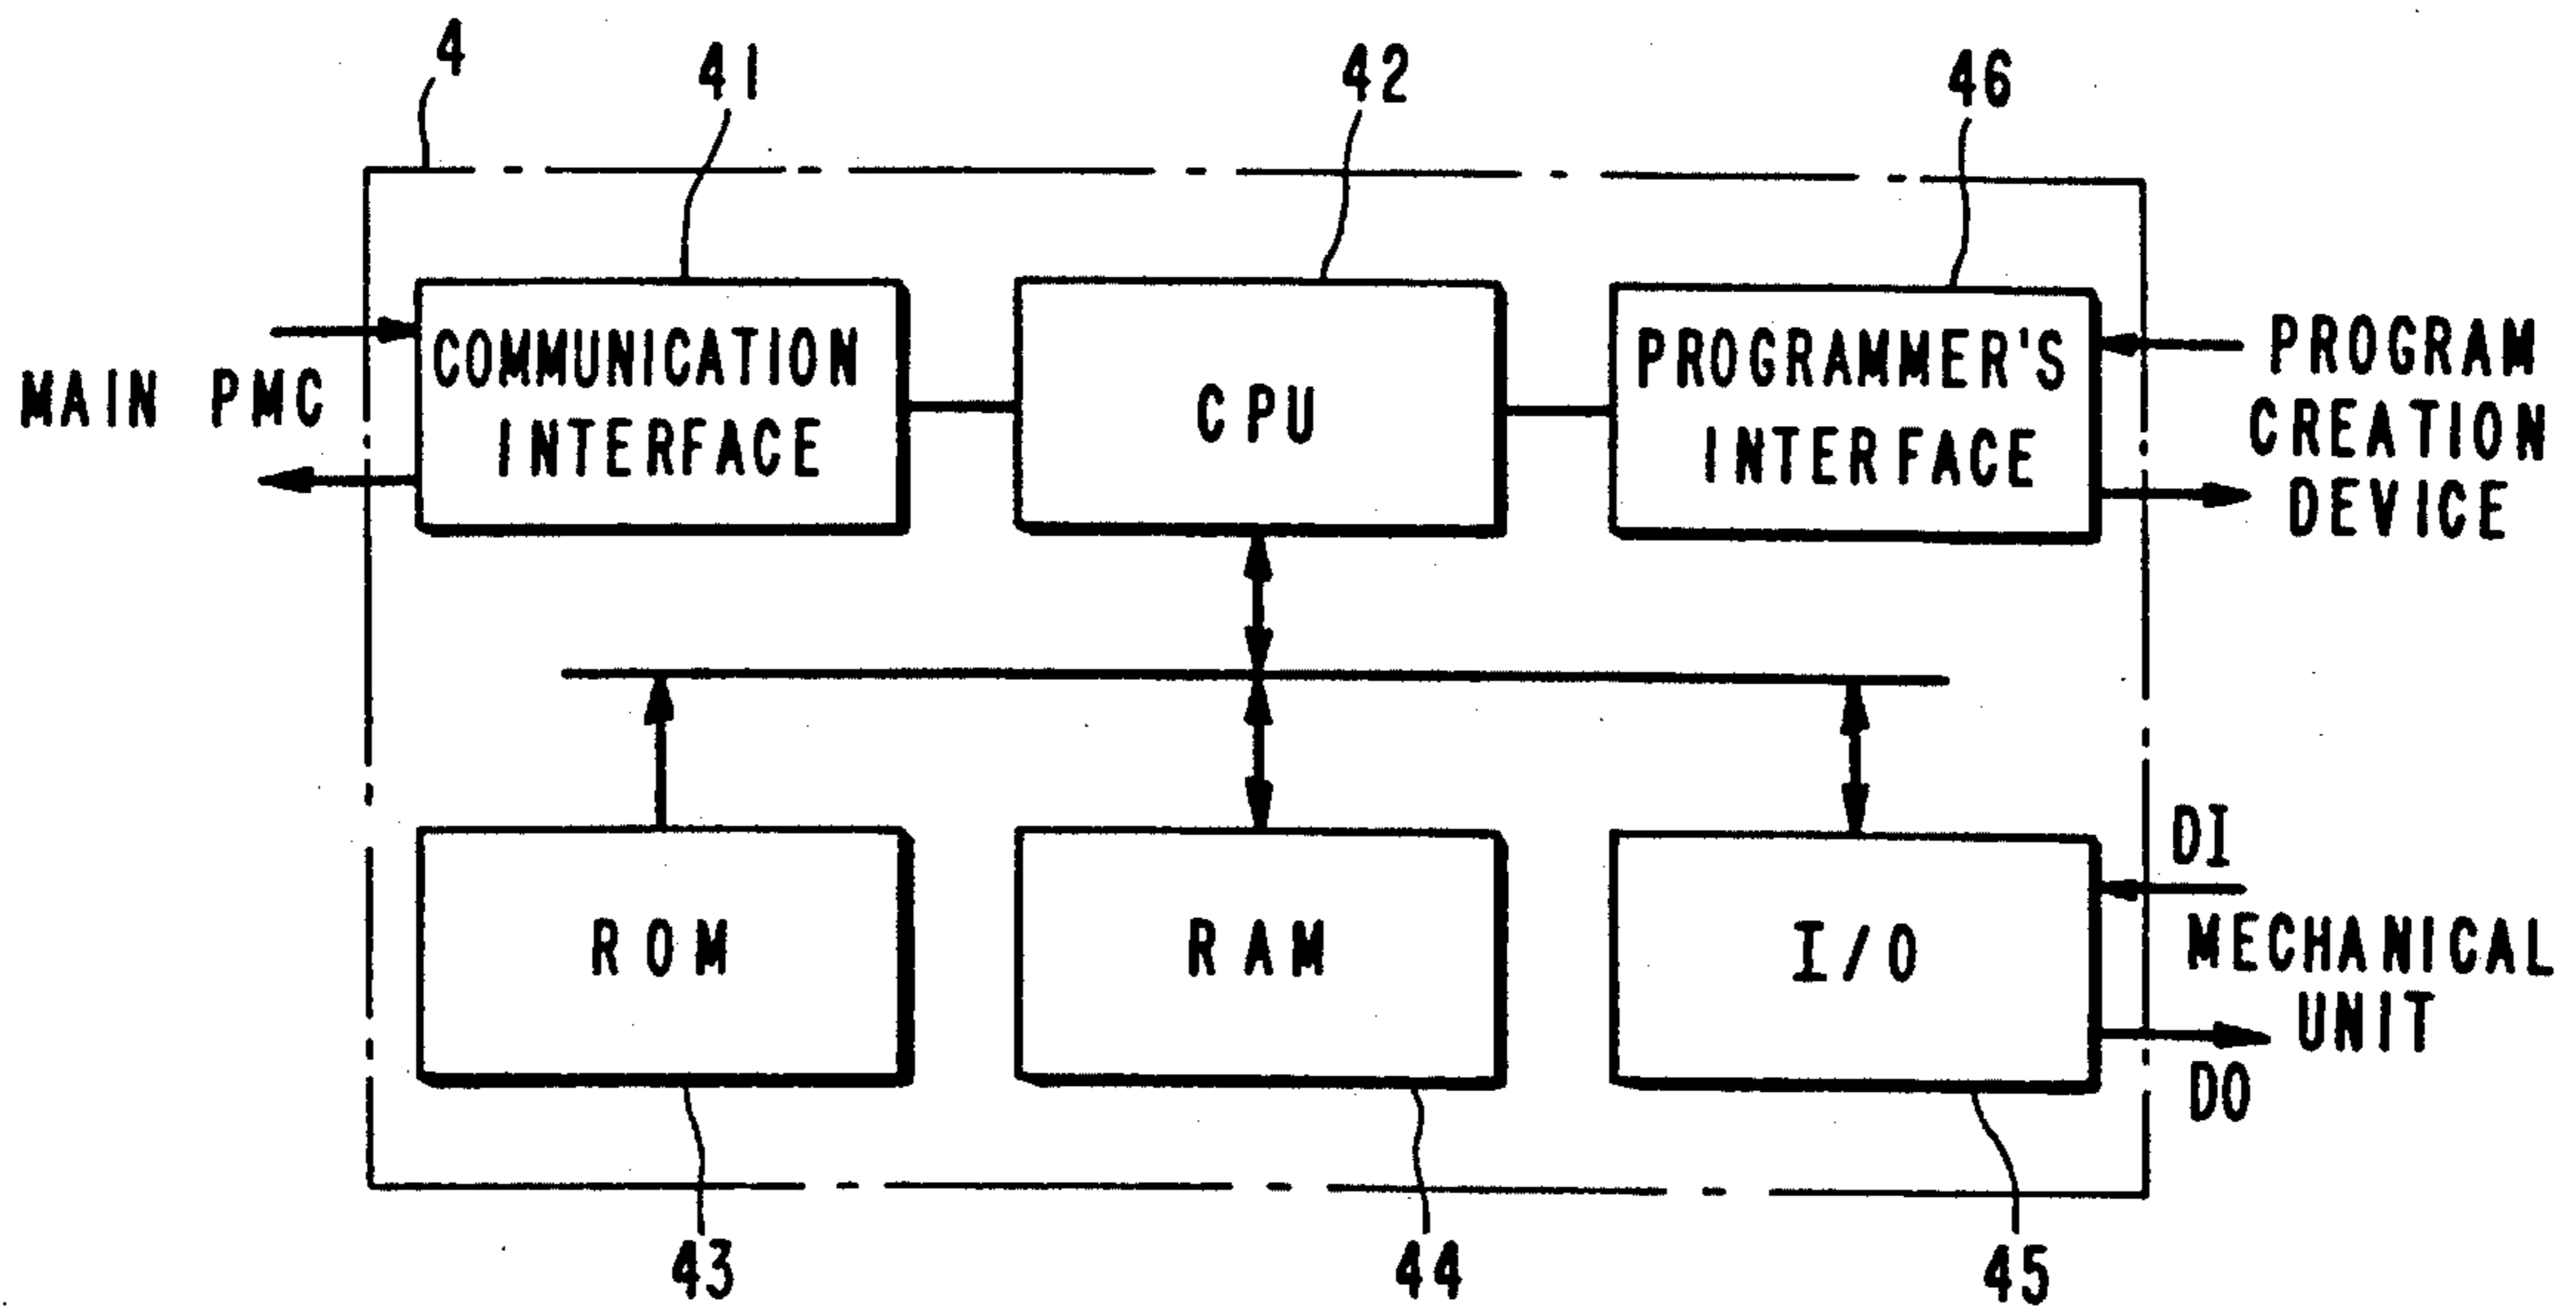 4
41
42
46
MAIN PMC
COMMUNICATION
INTERFACE
CPU
PROGRAMMER'S
INTERFACE
PROGRAM
CREATION
DEVICE
ROM
RAM
I/O
DI
MECHANICAL
UNIT
DO
43
44
45